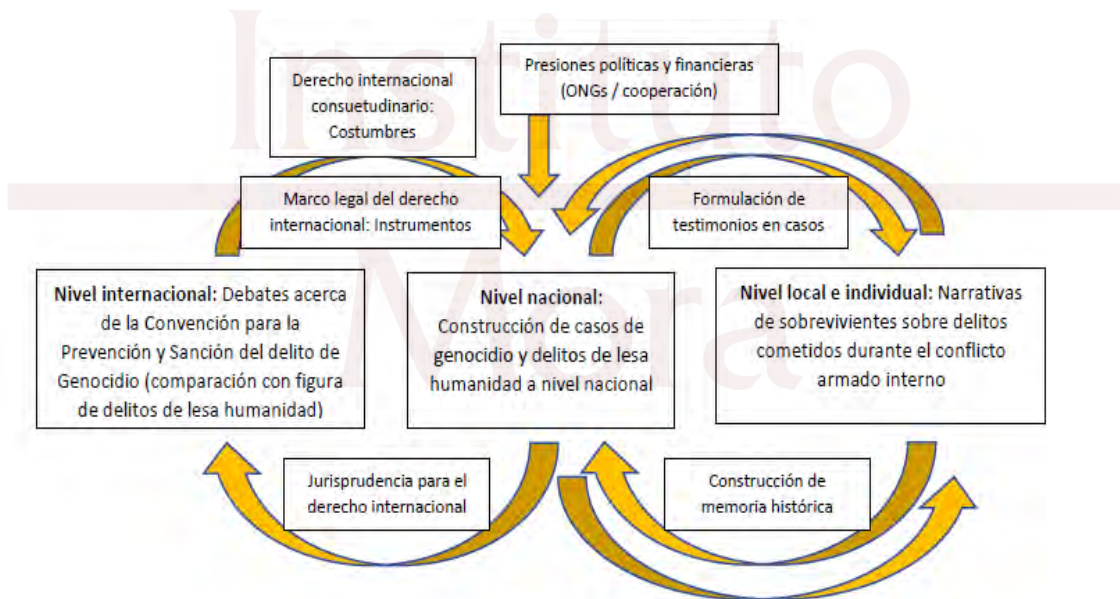 Instituto
Mora
Derecho internacional
consuetudinario:
Costumbres
Presiones políticas y financieras
(ONGs / cooperación)
Marco legal del derecho
internacional: Instrumentos
Formulación de
testimonios en casos
Nivel internacional: Debates acerca
de la Convención para la
Prevención y Sanción del delito de
Genocidio (comparación con figura
de delitos de lesa humanidad)
Nivel nacional:
Construcción de casos de
genocidio y delitos de lesa
humanidad a nivel nacional
Nivel local e individual: Narrativas
de sobrevivientes sobre delitos
cometidos durante el conflicto
armado interno
Jurisprudencia para el
derecho internacional
Construcción de
memoria histórica